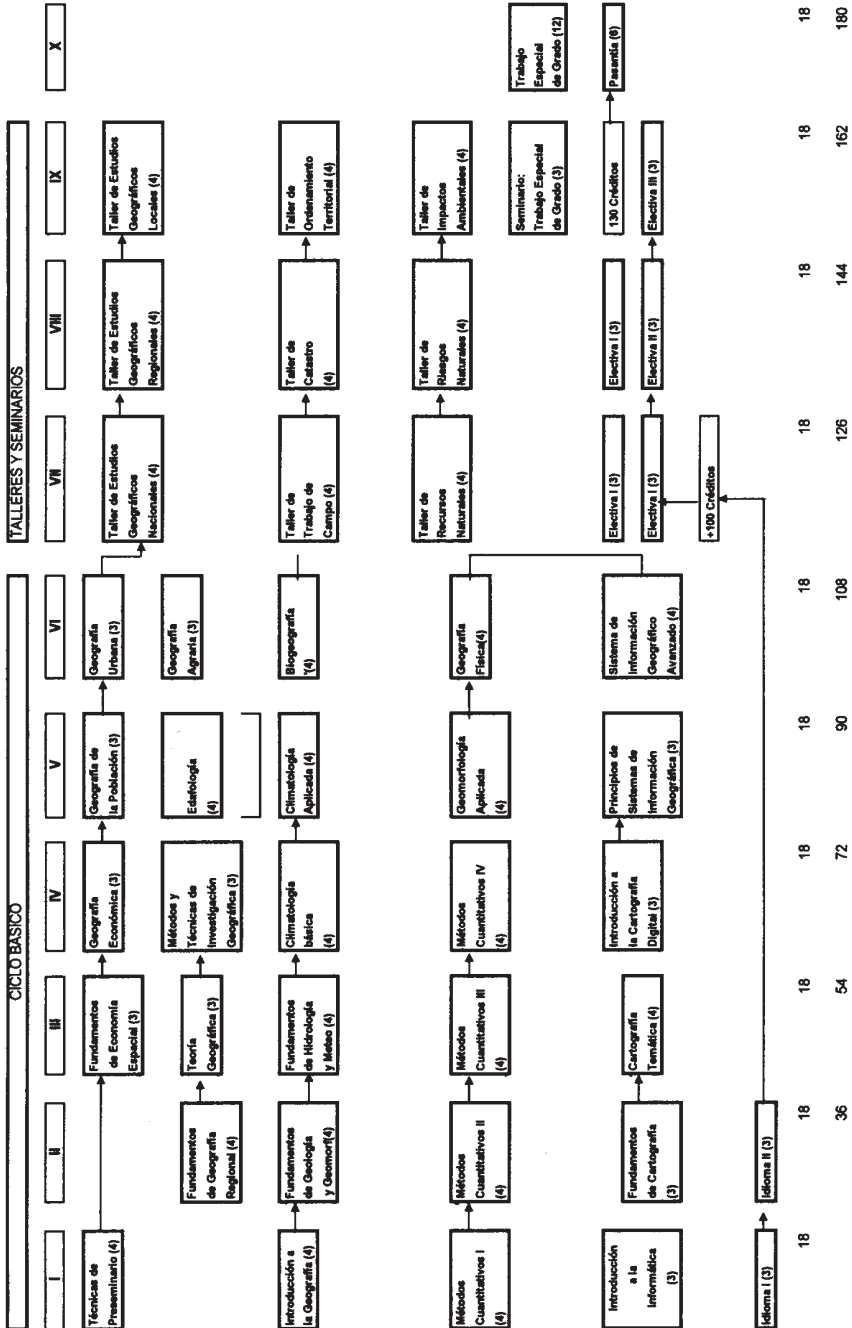 CICLO BASICO
TALLERES Y SEMINARIOS
I
II
III
IV
V
VI
VII
VIII
IX
X
Técnicas de
Preseminario (4)
Fundamentos
de Economía
Espacial (3)
Geografía
Económica (3)
Geografía de
la Población (3)
Geografía
Urbana (3)
Taller de Estudios
Geográficos
Nacionales (4)
Taller de Estudios
Geográficos
Regionales (4)
Taller de Estudios
Geográficos
Locales (4)
Fundamentos
de Geografía
Regional (4)
Teoría
Geográfica (3)
Métodos y
Técnicas de
Investigación
Geográfica (3)
Edafología
(4)
Geografía
Agraria (3)
Introducción a
la Geografía (4)
Fundamentos
de Geología
y Geomorf(4)
Fundamentos
de Hidrología
y Meteo (4)
Climatología
básica
(4)
Climatología
Aplicada (4)
Biogeografía
'(4)
Taller de
Trabajo de
Campo (4)
Taller de
Catastro
(4)
Taller de
Ordenamiento
Territorial (4)
Métodos
Cuantitativos I
(4)
Métodos
Cuantitativos II
(4)
Métodos
Cuantitativos III
(4)
Métodos
Cuantitativos IV
(4)
Geomorfología
Aplicada
(4)
Geografía
Física(4)
Taller de
Recursos
Naturales (4)
Taller de
Riesgos
Naturales (4)
Taller de
Impactos
Ambientales (4)
Seminario:
Trabajo Especial
de Grado (3)
Trabajo
Especial
de Grado (12)
Introducción
a la
Informática
(3)
Fundamentos
de Cartografía
(3)
Cartografía
Temática (4)
Introducción a
la Cartografía
Digital (3)
Principios de
Sistemas de
Información
Geográfica (3)
Sistema de
Información
Geográfico
Avanzado (4)
Electiva I (3)
Electiva I (3)
130 Créditos
Pasantía (6)
Electiva I (3)
Electiva II (3)
Electiva III (3)
+100 Créditos
Idioma I (3)
Idioma II (3)
18
18
18
18
18
18
18
18
18
18
36
54
72
90
108
126
144
162
180